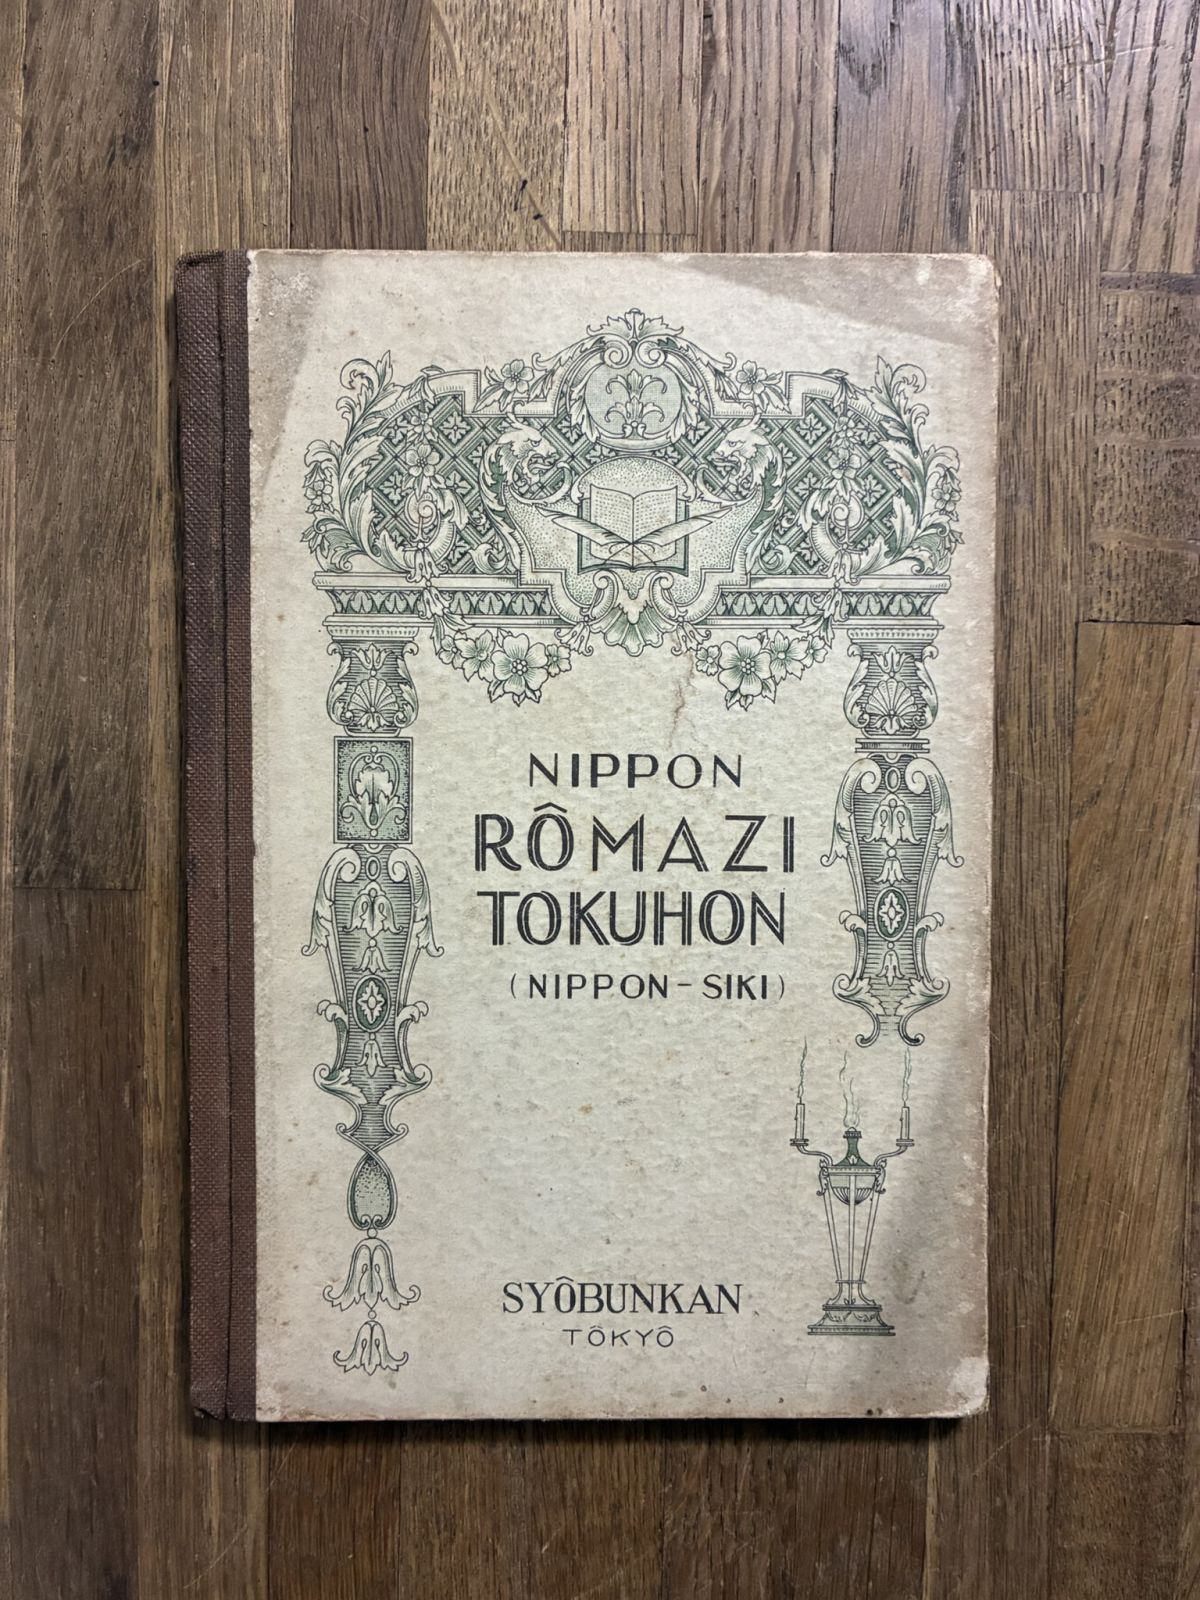 NIPPON
RÔMAZI
TOKUHON
(NIPPON-SIKI)
SYÔBUNKAN
TÔKYÔ